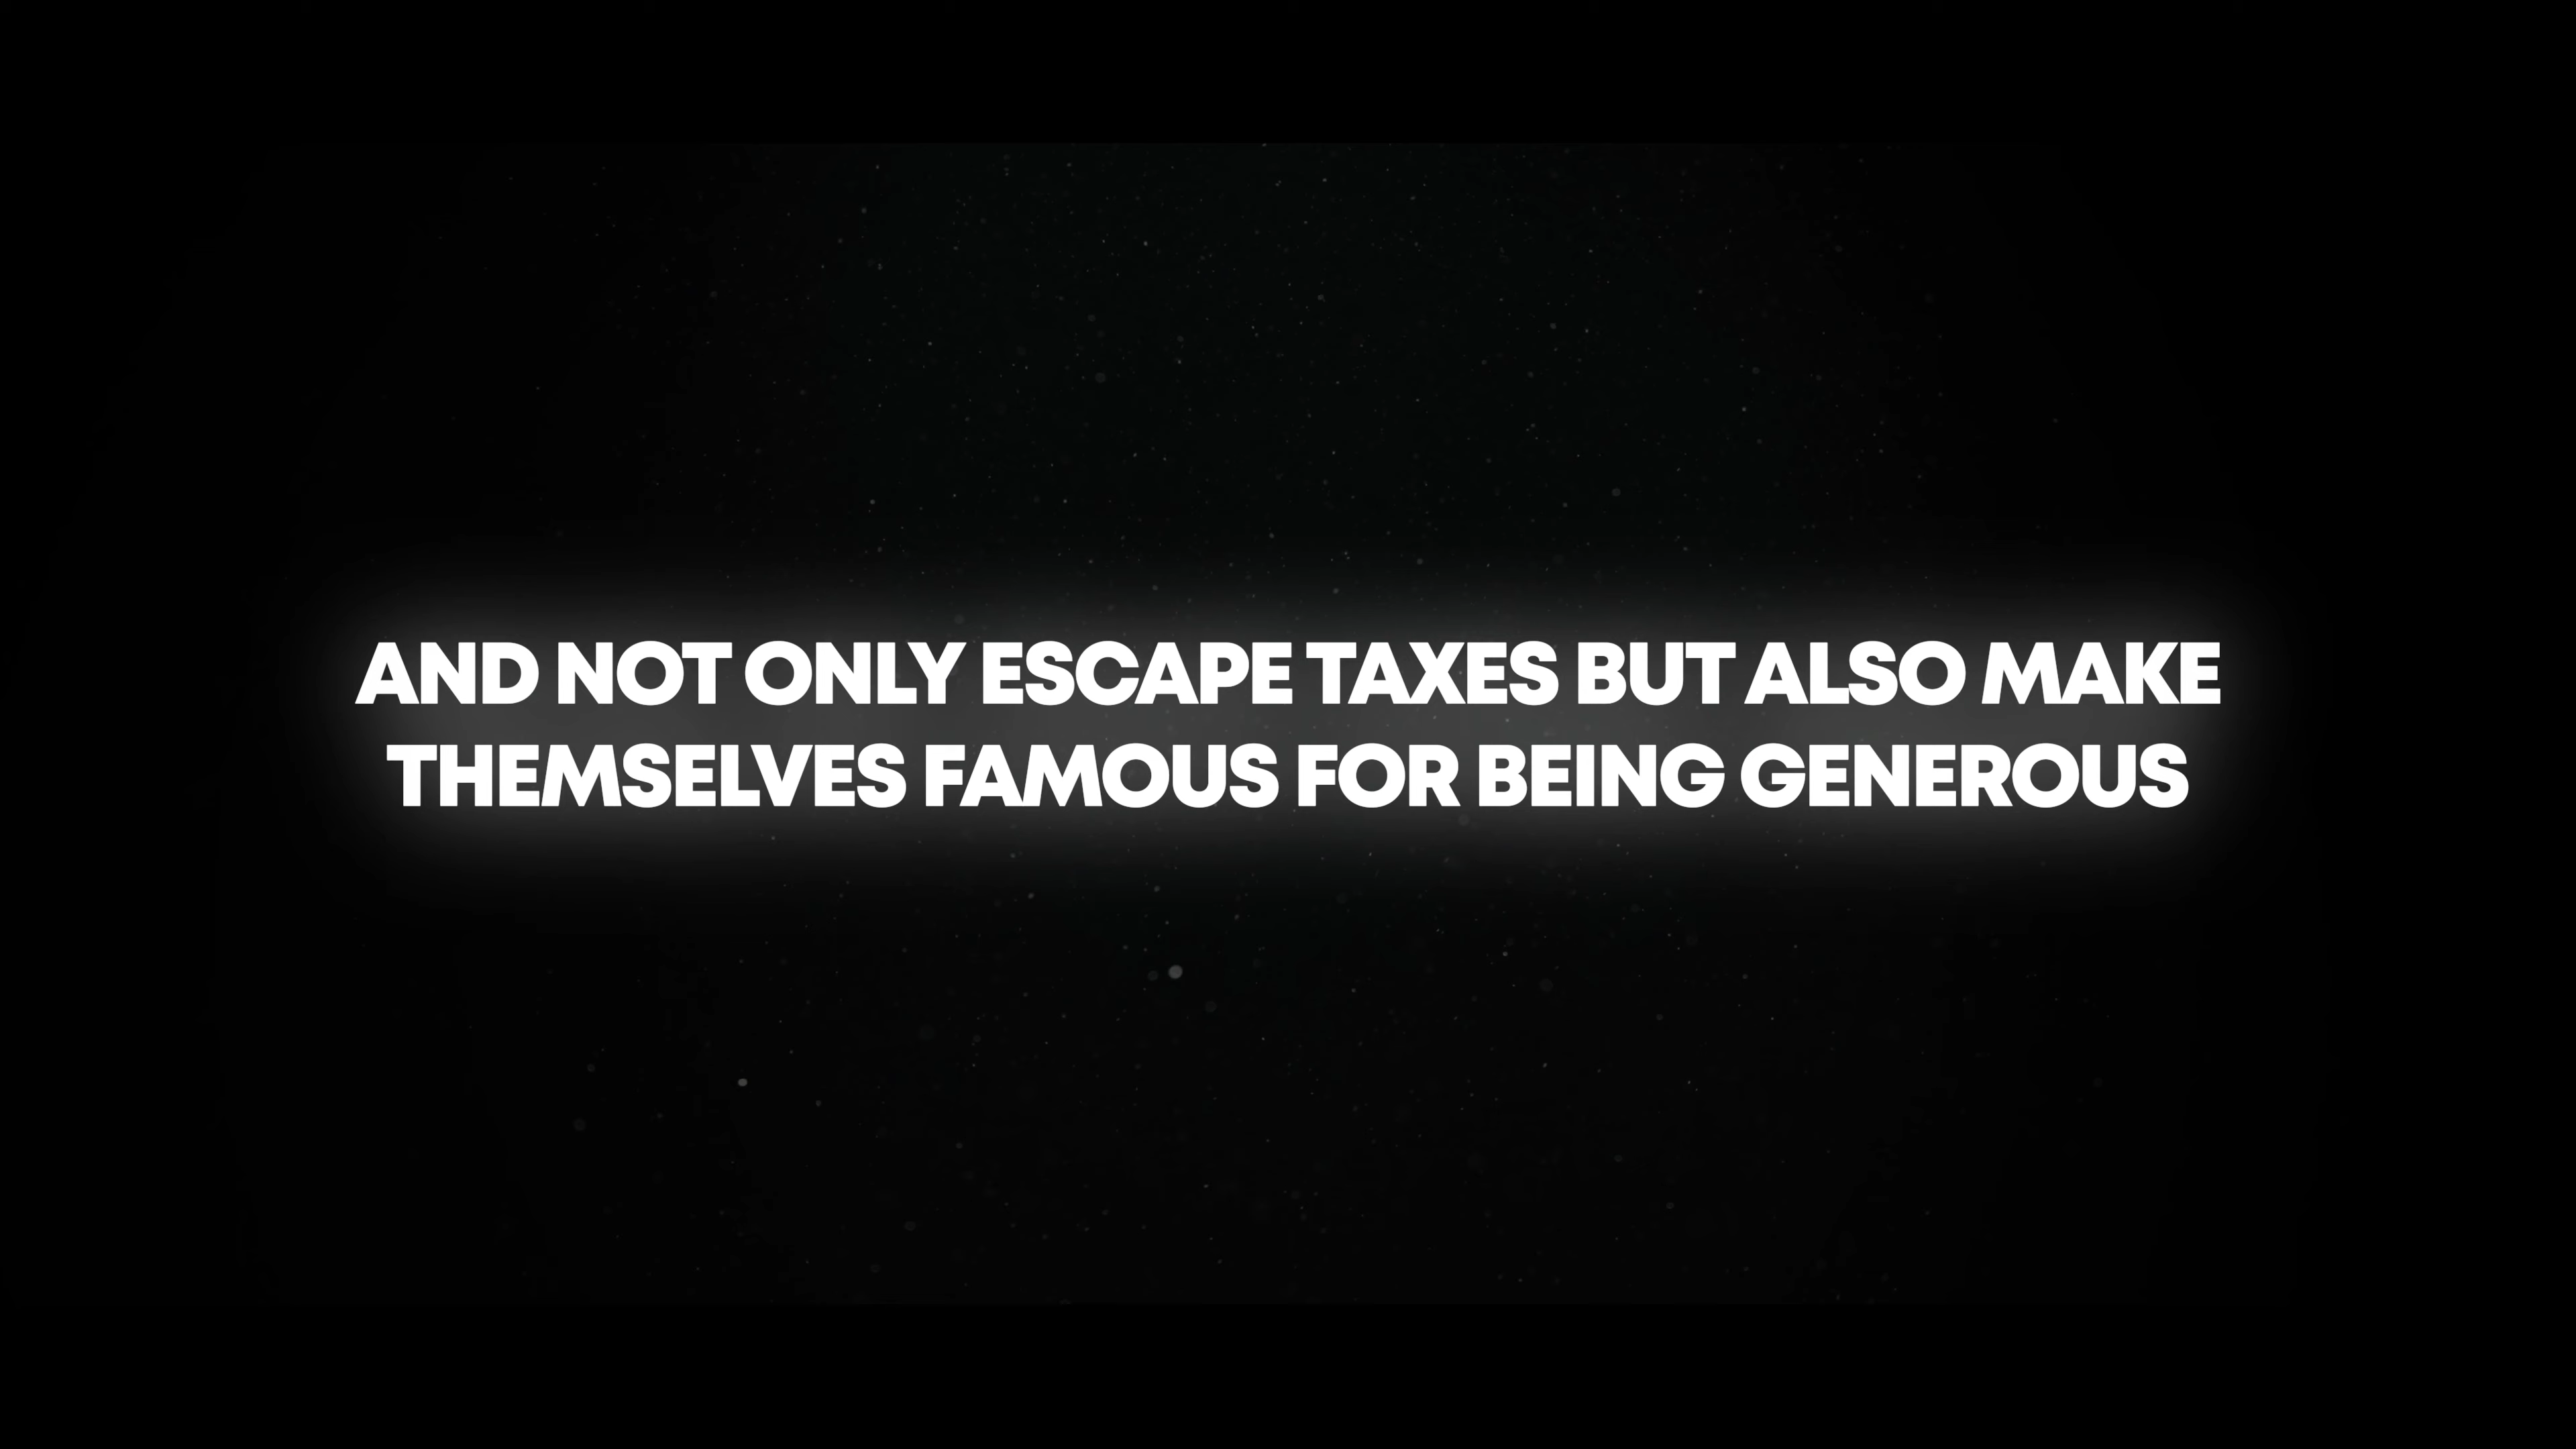 AND NOT ONLY ESCAPE TAXES BUT ALSO MAKE
THEMSELVES FAMOUS FOR BEING GENEROUS